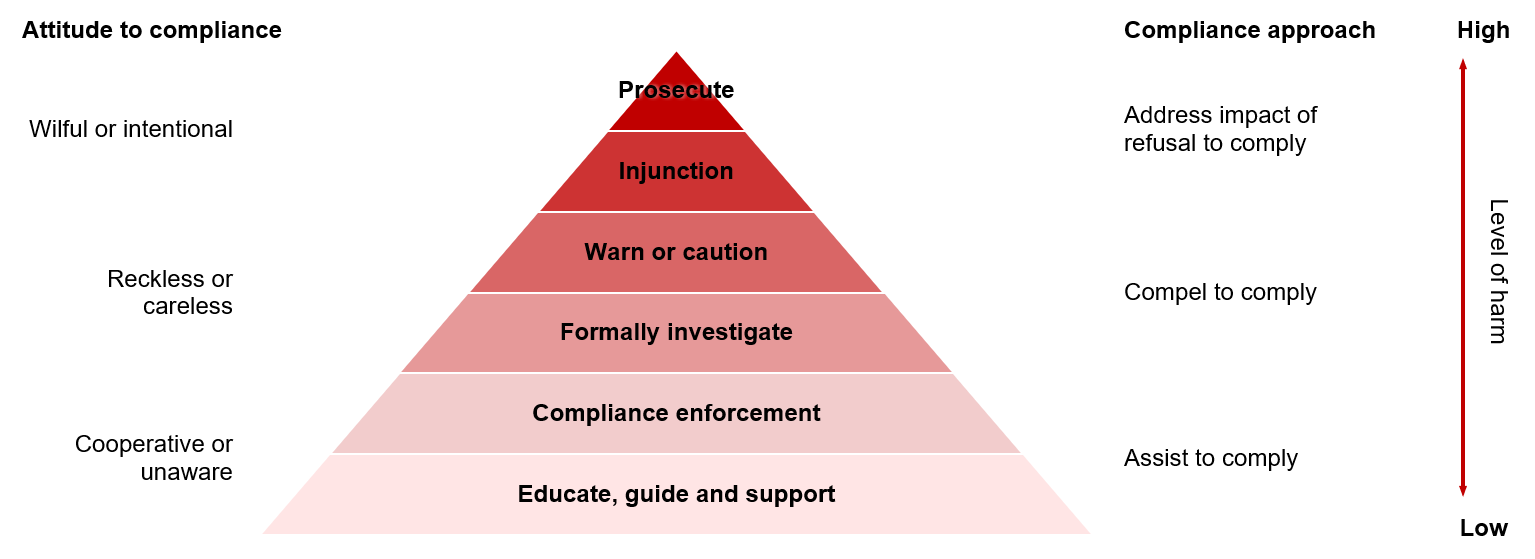 Attitude to compliance
Compliance approach
High
Prosecute
Wilful or intentional
Address impact of
refusal to comply
Injunction
Warn or caution
Reckless or
careless
Compel to comply
Level of harm
Formally investigate
Compliance enforcement
Cooperative or
unaware
Assist to comply
Educate, guide and support
Low